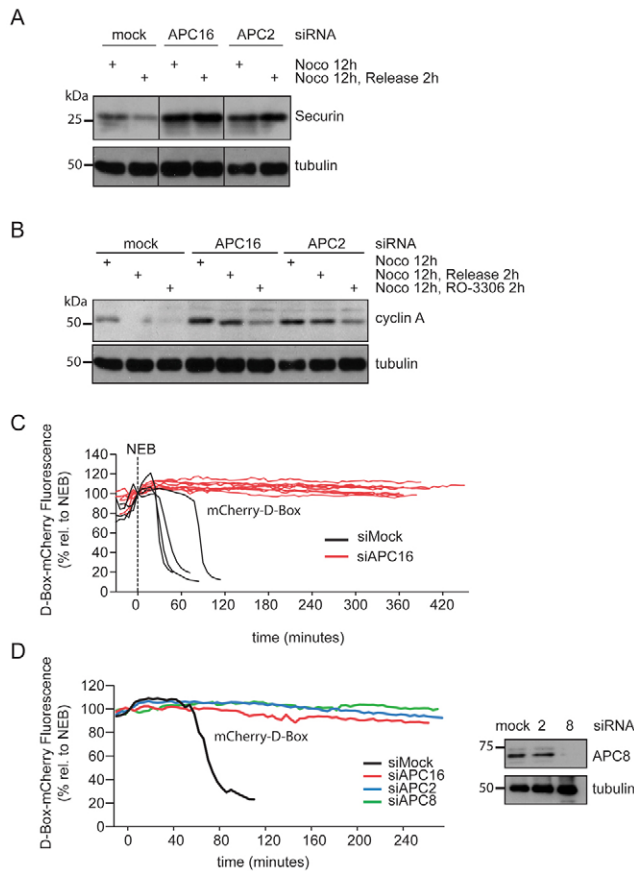 A
mock APC16 APC2 siRNA
+ + + Noco 12h
+ + + Noco 12h, Release 2h
kDa
25 Securin
50 tubulin
B
mock APC16 APC2 siRNA
+ + + Noco 12h
+ + + Noco 12h, Release 2h
+ + + Noco 12h, RO-3306 2h
kDa
50 cyclin A
50 tubulin
C
D-Box-mCherry Fluorescence
(% rel. to NEB)
140
120
100
80
60
40
20
0
NEB
mCherry-D-Box
siMock
siAPC16
0 60 120 180 240 300 360 420
time (minutes)
D
D-Box-mCherry Fluorescence
(% rel. to NEB)
120
100
80
60
40
20
0
mCherry-D-Box
siMock
siAPC16
siAPC2
siAPC8
0 40 80 120 160 200 240
time (minutes)
mock 2 8 siRNA
75
APC8
50 tubulin